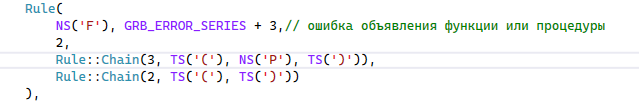 Rule(
NS('F'), GRB_ERROR_SERIES + 3,// ошибка объявления функции или процедуры
2,
Rule::Chain(3, TS('('), NS('P'), TS(')')),
Rule::Chain(2, TS('('), TS(')'))
),